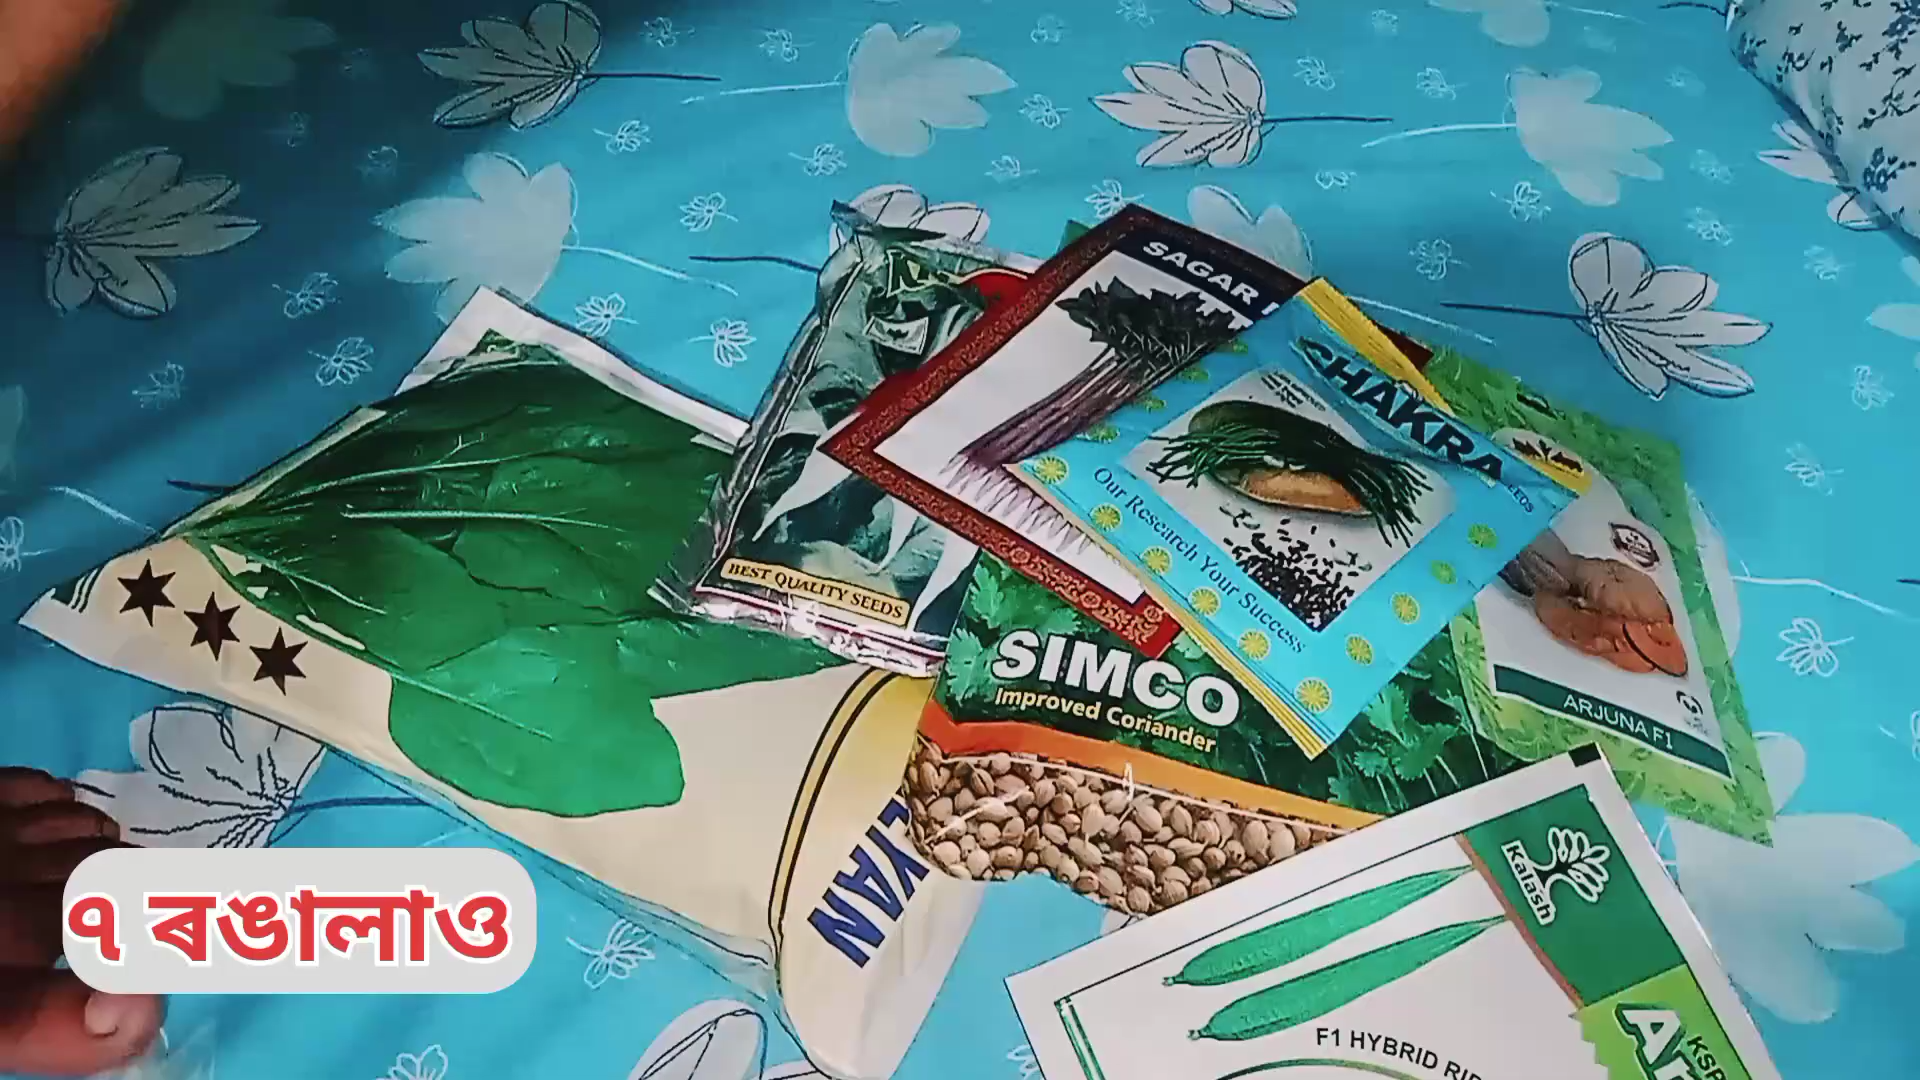 SAGAR
CHAKRA
SEEDS
Our Research Your Success
BEST QUALITY SEEDS
SIMCO
Improved Coriander
ARJUNA F1
Kalash
F1 HYBRID
৭ ৰঙালাও